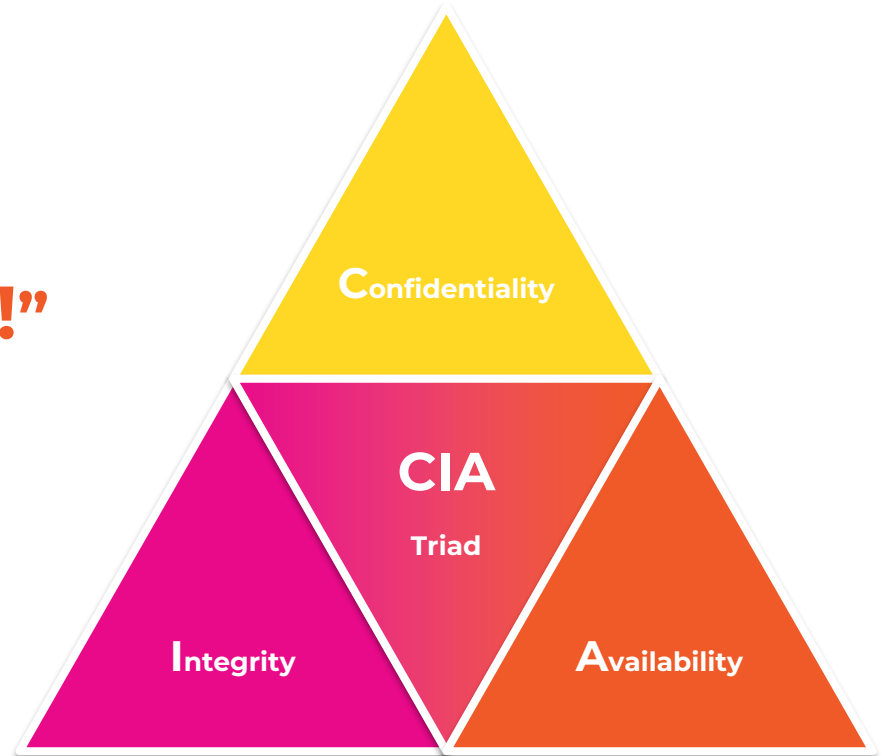 !”
Confidentiality
CIA
Triad
Integrity
Availability